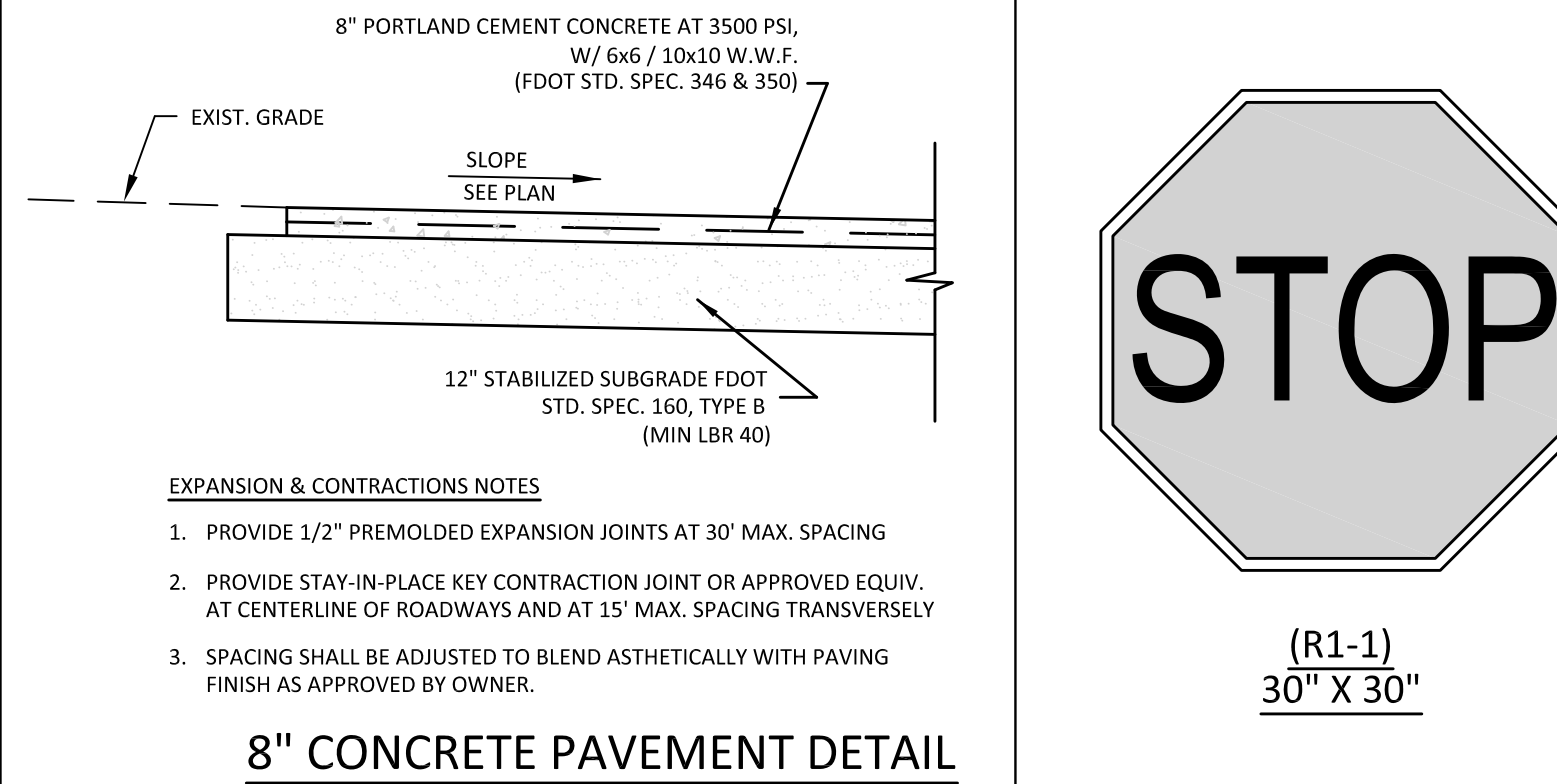 8" PORTLAND CEMENT CONCRETE AT 3500 PSI,
W/ 6x6 / 10x10 W.W.F.
(FDOT STD. SPEC. 346 & 350)
EXIST. GRADE
SLOPE
SEE PLAN
12" STABILIZED SUBGRADE FDOT
STD. SPEC. 160, TYPE B
(MIN LBR 40)
EXPANSION & CONTRACTIONS NOTES
1. PROVIDE 1/2" PREMOLDED EXPANSION JOINTS AT 30' MAX. SPACING
2. PROVIDE STAY-IN-PLACE KEY CONTRACTION JOINT OR APPROVED EQUIV.
AT CENTERLINE OF ROADWAYS AND AT 15' MAX. SPACING TRANSVERSELY
3. SPACING SHALL BE ADJUSTED TO BLEND ASTHETICALLY WITH PAVING
FINISH AS APPROVED BY OWNER.
8" CONCRETE PAVEMENT DETAIL
STOP
(R1-1)
30" X 30"